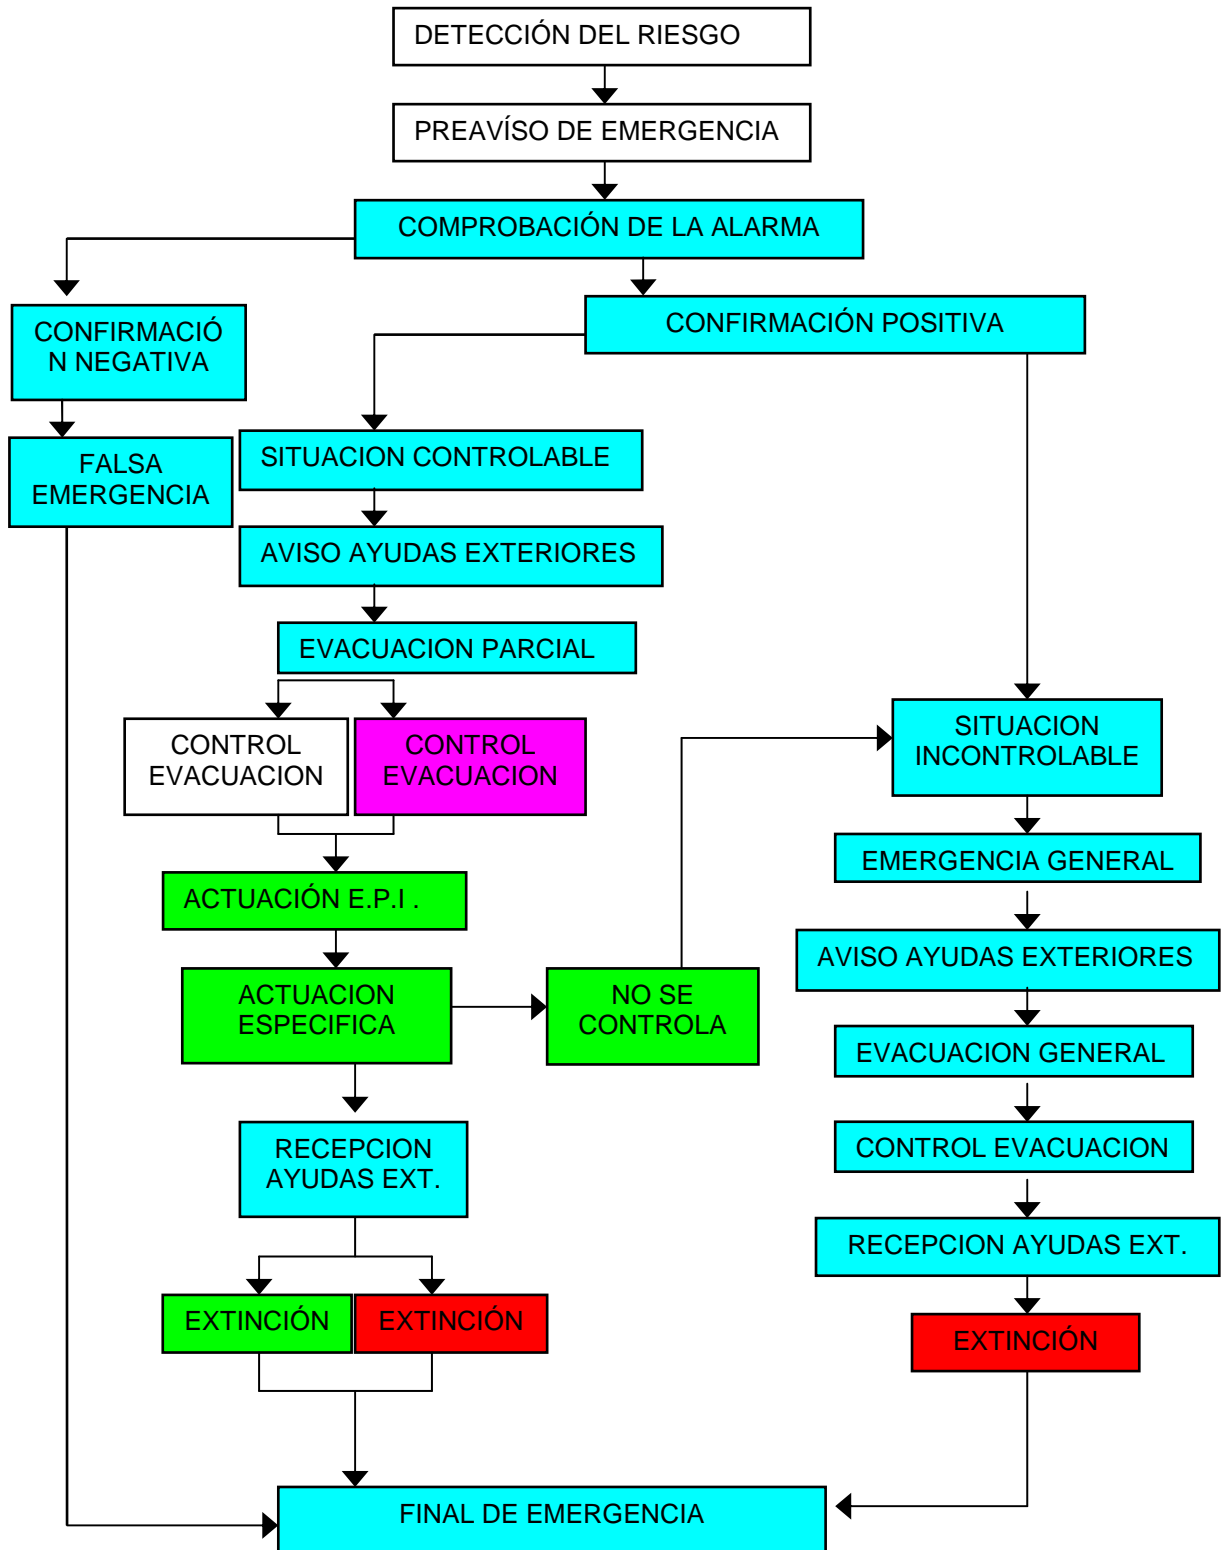 DETECCIÓN DEL RIESGO
PREAVÍSO DE EMERGENCIA
COMPROBACIÓN DE LA ALARMA
CONFIRMACIÓ
N NEGATIVA
CONFIRMACIÓN POSITIVA
FALSA
EMERGENCIA
SITUACION CONTROLABLE
AVISO AYUDAS EXTERIORES
EVACUACION PARCIAL
CONTROL
EVACUACION
CONTROL
EVACUACION
SITUACION
INCONTROLABLE
ACTUACIÓN E.P.I .
EMERGENCIA GENERAL
ACTUACION
ESPECIFICA
NO SE
CONTROLA
AVISO AYUDAS EXTERIORES
EVACUACION GENERAL
RECEPCION
AYUDAS EXT.
CONTROL EVACUACION
RECEPCION AYUDAS EXT.
EXTINCIÓN
EXTINCIÓN
EXTINCIÓN
FINAL DE EMERGENCIA